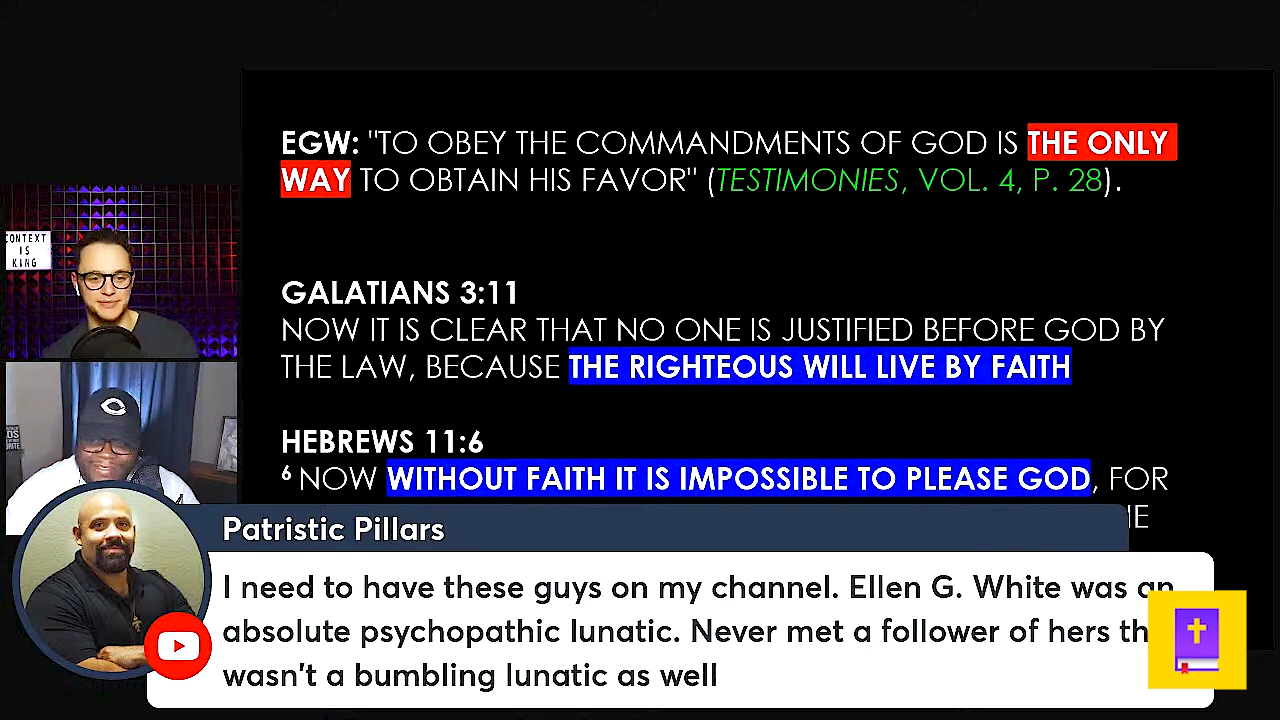 EGW: "TO OBEY THE COMMANDMENTS OF GOD IS THE ONLY
WAY TO OBTAIN HIS FAVOR" (TESTIMONIES, VOL. 4, P. 28).
CONTEXT
IS
KING
GALATIANS 3:11
NOW IT IS CLEAR THAT NO ONE IS JUSTIFIED BEFORE GOD BY
THE LAW, BECAUSE THE RIGHTEOUS WILL LIVE BY FAITH
HEBREWS 11:6
6 NOW WITHOUT FAITH IT IS IMPOSSIBLE TO PLEASE GOD, FOR
Patristic Pillars
I need to have these guys on my channel. Ellen G. White was an
absolute psychopathic lunatic. Never met a follower of hers
wasn't a bumbling lunatic as well